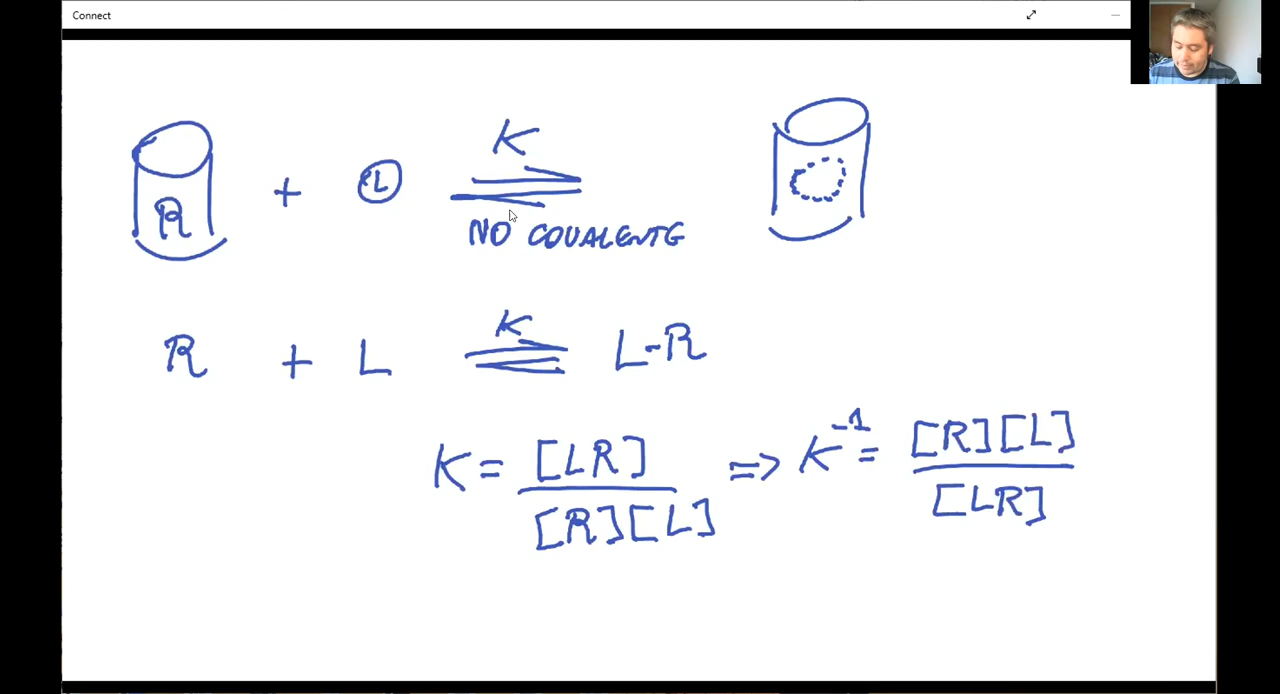 Connect
K
R + L ⇌
NO COVALENTE
R + L ⇌ L-R
K
K = [LR] / [R][L] => K⁻¹ = [R][L] / [LR]